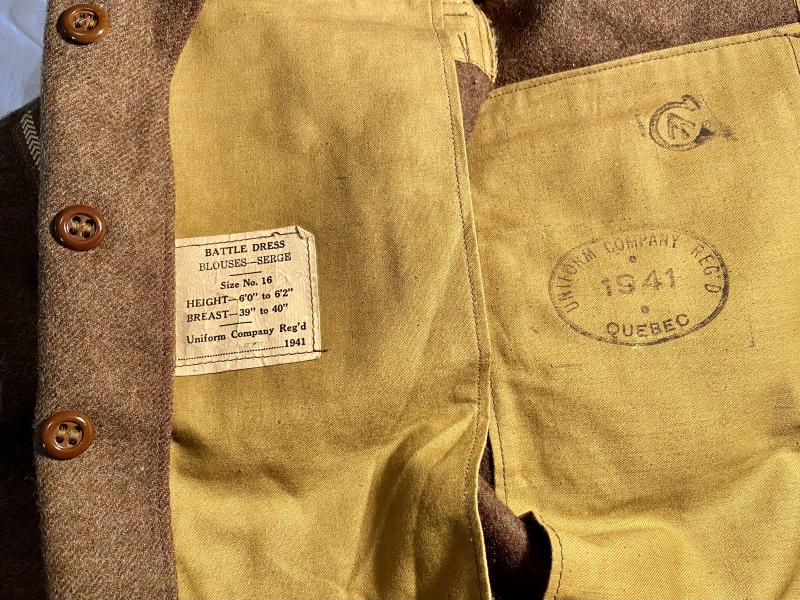 BATTLE DRESS
BLOUSES—SERGE
Size No. 16
HEIGHT—6'0" to 6'2"
BREAST—39" to 40"
Uniform Company Reg'd
1941
C
UNIFORM COMPANY REG'D
1941
QUEBEC